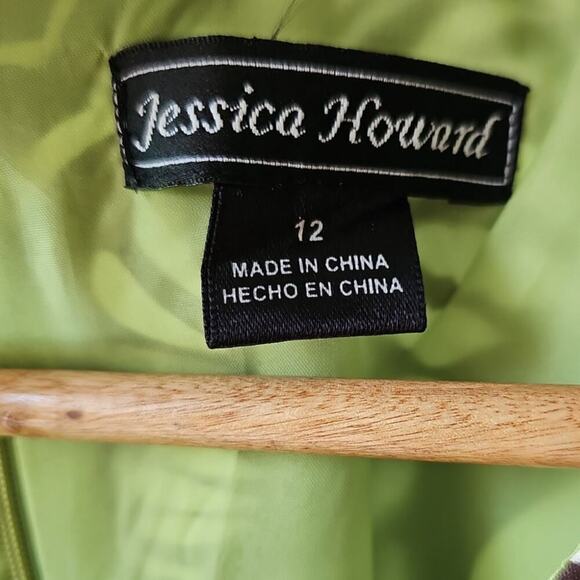 Jessica Howard
12
MADE IN CHINA
HECHO EN CHINA